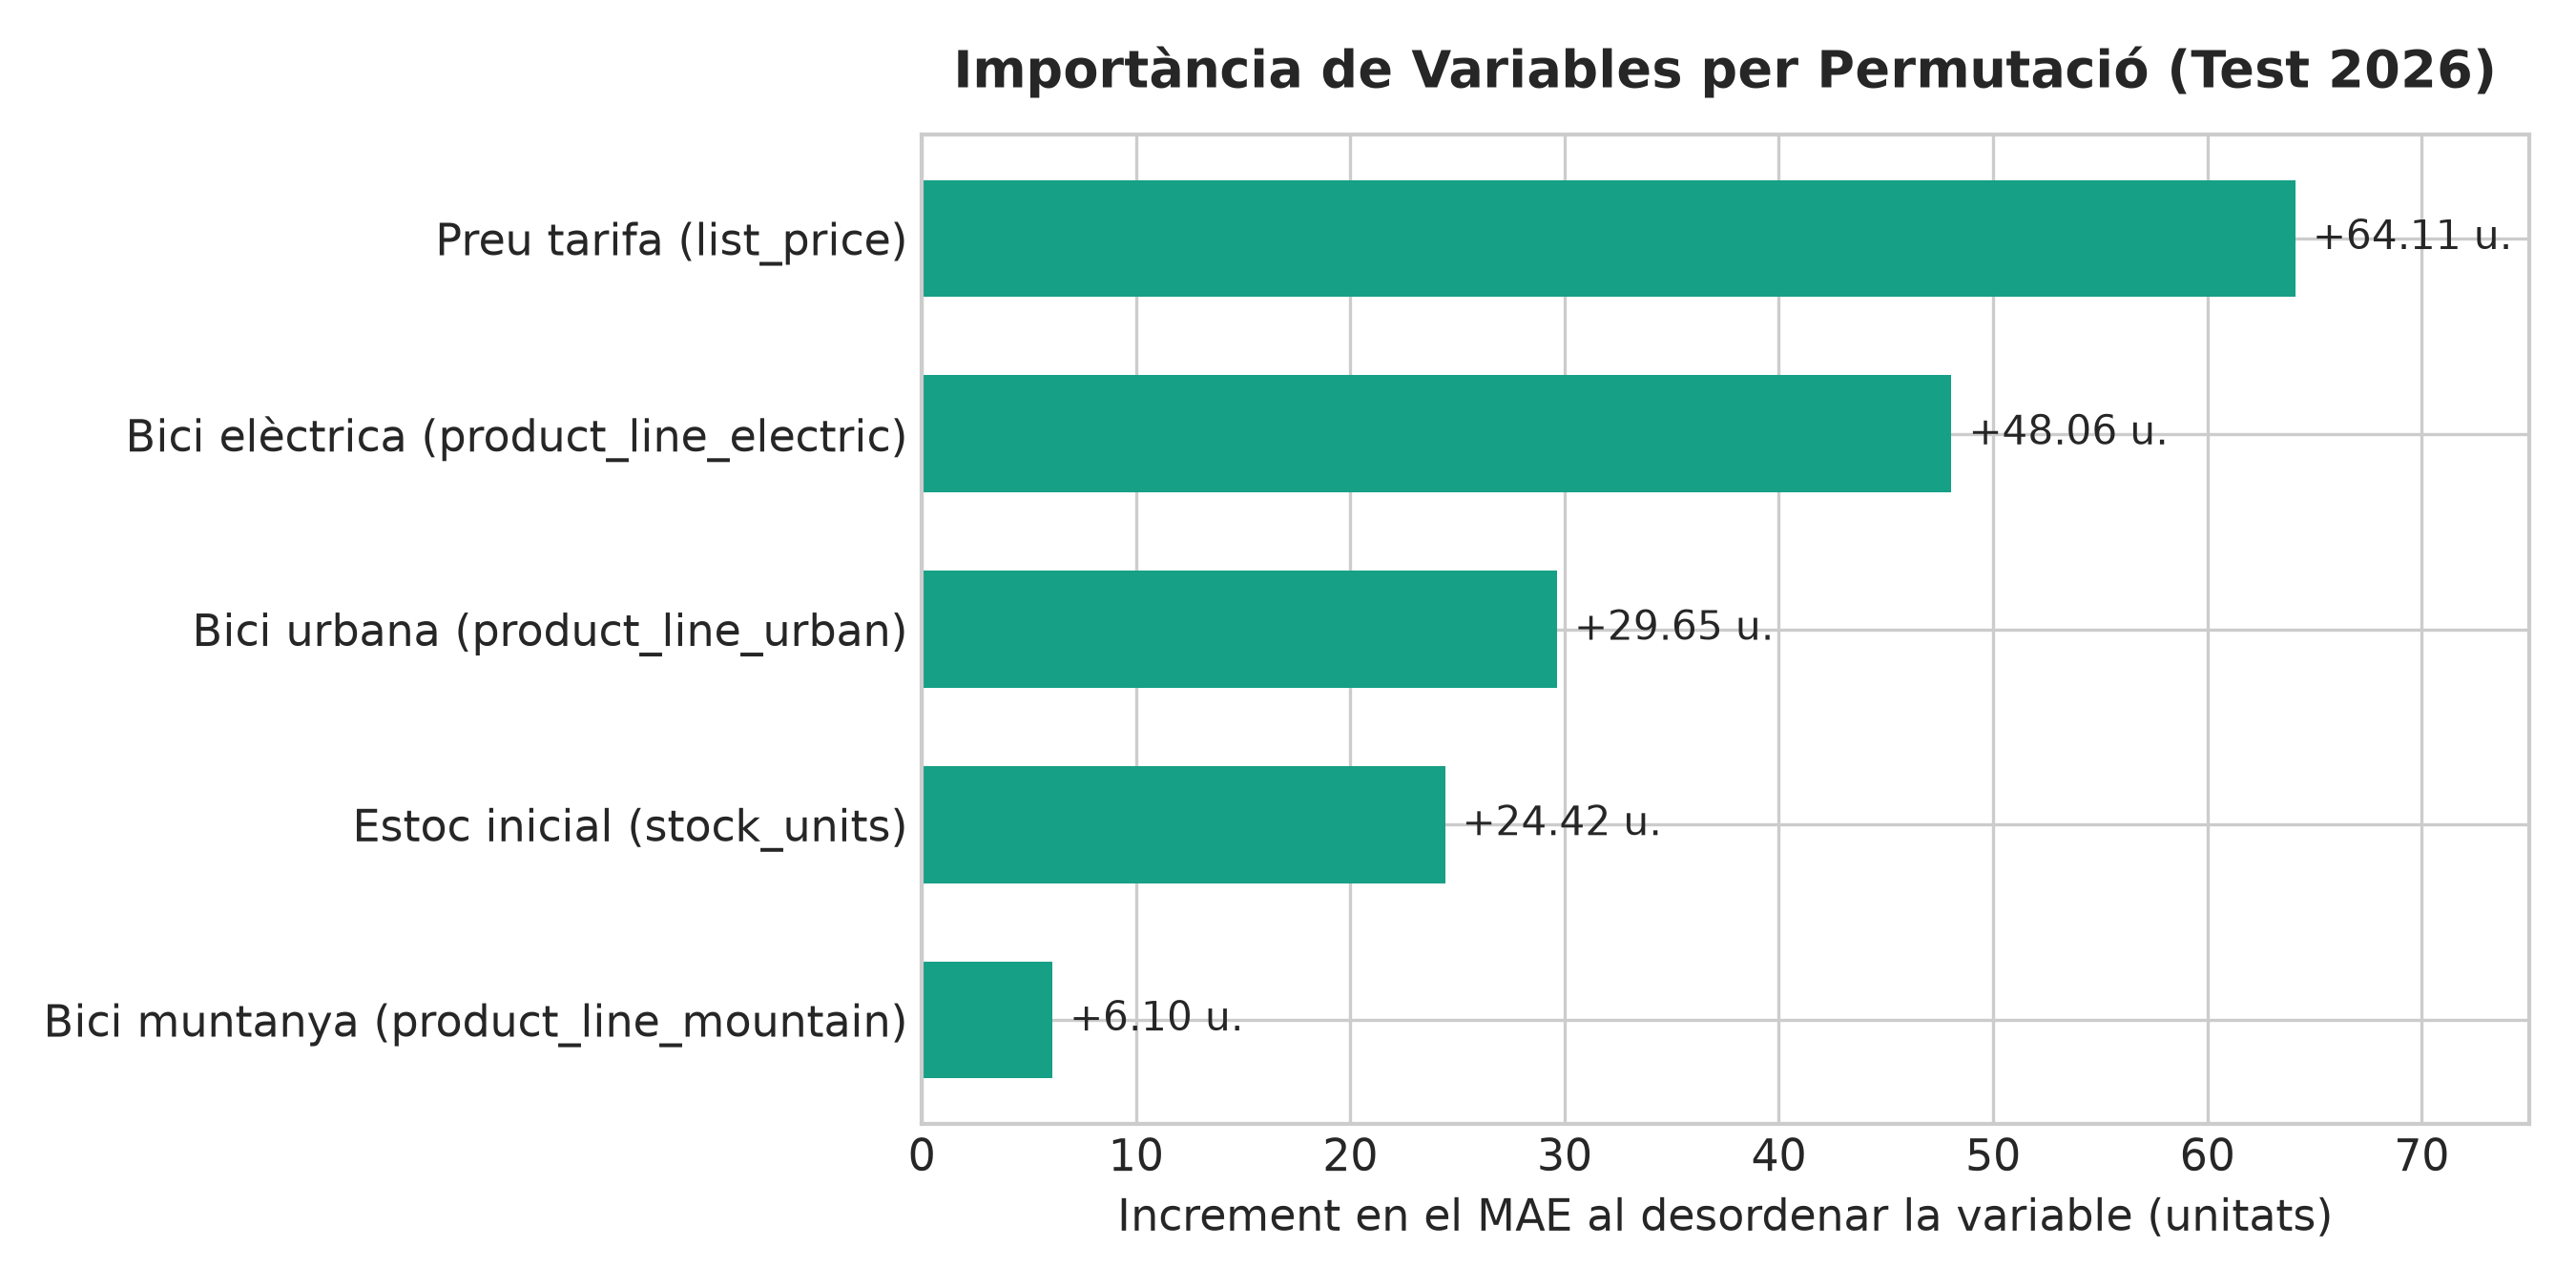 Importància de Variables per Permutació (Test 2026)
Preu tarifa (list_price)
+64.11 u.
Bici elèctrica (product_line_electric)
+48.06 u.
Bici urbana (product_line_urban)
+29.65 u.
Estoc inicial (stock_units)
+24.42 u.
Bici muntanya (product_line_mountain)
+6.10 u.
0 10 20 30 40 50 60 70
Increment en el MAE al desordenar la variable (unitats)